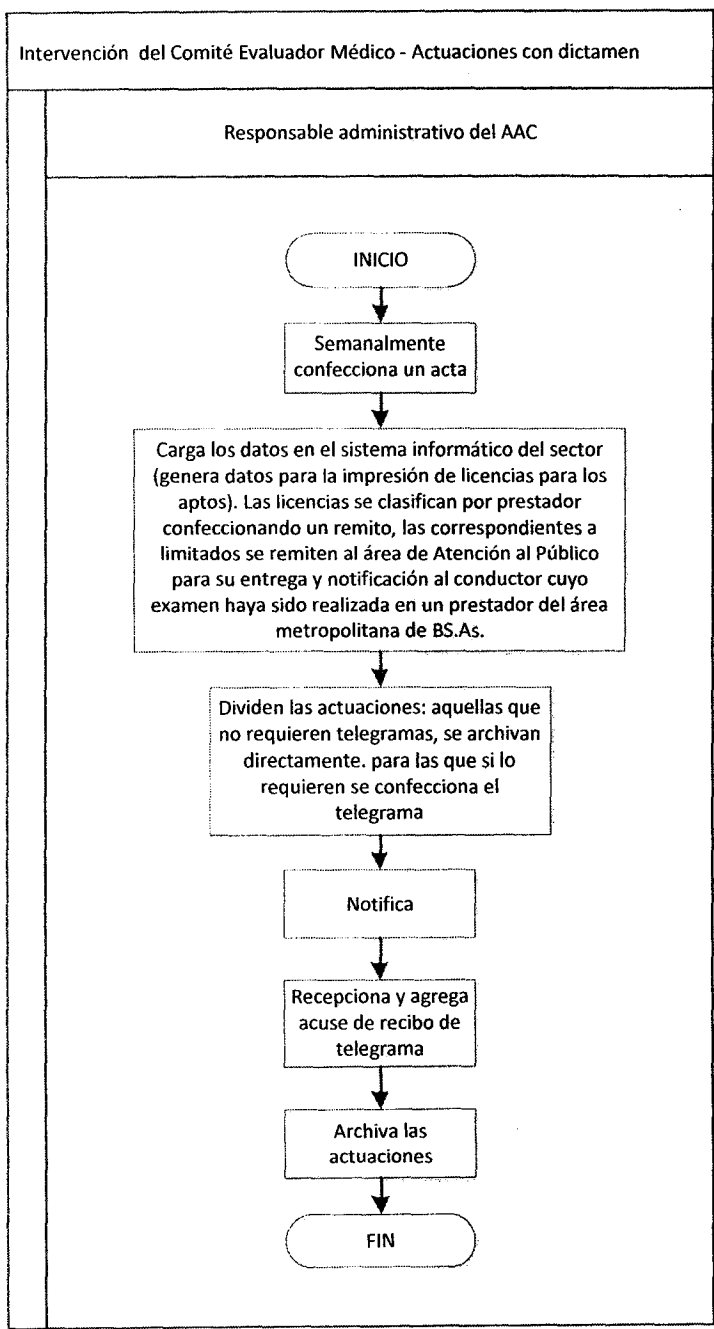 Intervención del Comité Evaluador Médico - Actuaciones con dictamen
Responsable administrativo del AAC
INICIO
Semanalmente
confecciona un acta
Carga los datos en el sistema informático del sector
(genera datos para la impresión de licencias para los
aptos). Las licencias se clasifican por prestador
confeccionando un remito, las correspondientes a
limitados se remiten al área de Atención al Público
para su entrega y notificación al conductor cuyo
examen haya sido realizada en un prestador del área
metropolitana de BS.As.
Dividen las actuaciones: aquellas que
no requieren telegramas, se archivan
directamente. para las que si lo
requieren se confecciona el
telegrama
Notifica
Recepciona y agrega
acuse de recibo de
telegrama
Archiva las
actuaciones
FIN